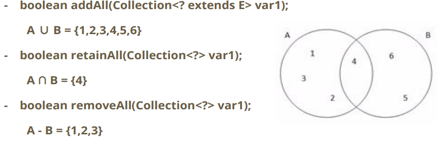 - boolean addAll(Collection<? extends E> var1);
A ∪ B = {1,2,3,4,5,6}
- boolean retainAll(Collection<?> var1);
A ∩ B = {4}
- boolean removeAll(Collection<?> var1);
A - B = {1,2,3}
A B
1
4 6
3
2 5